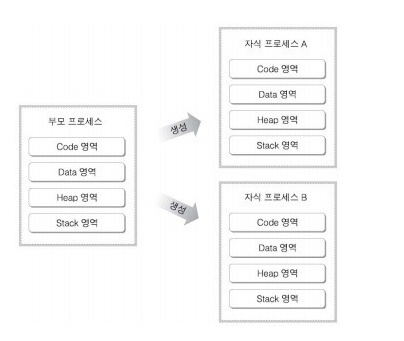 부모 프로세스
Code 영역
Data 영역
Heap 영역
Stack 영역
생성
생성
자식 프로세스 A
Code 영역
Data 영역
Heap 영역
Stack 영역
자식 프로세스 B
Code 영역
Data 영역
Heap 영역
Stack 영역